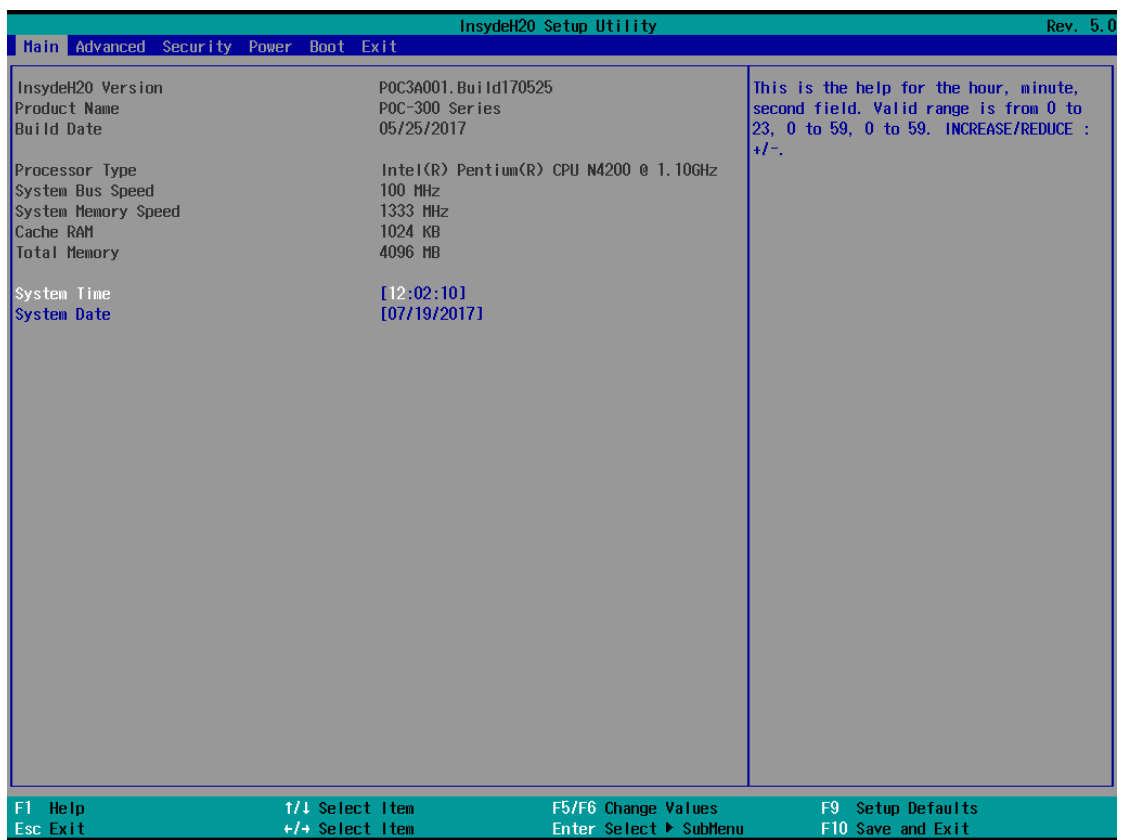 InsydeH20 Setup Utility Rev. 5.0
Main Advanced Security Power Boot Exit
InsydeH20 Version POC3A001.Build170525
Product Name POC-300 Series
Build Date 05/25/2017
Processor Type Intel(R) Pentium(R) CPU N4200 @ 1.10GHz
System Bus Speed 100 MHz
System Memory Speed 1333 MHz
Cache RAM 1024 KB
Total Memory 4096 MB
System Time [12:02:10]
System Date [07/19/2017]
This is the help for the hour, minute,
second field. Valid range is from 0 to
23, 0 to 59, 0 to 59. INCREASE/REDUCE :
+/-.
F1 Help ↑/↓ Select Item F5/F6 Change Values F9 Setup Defaults
Esc Exit ←/→ Select Item Enter Select ▶ SubMenu F10 Save and Exit